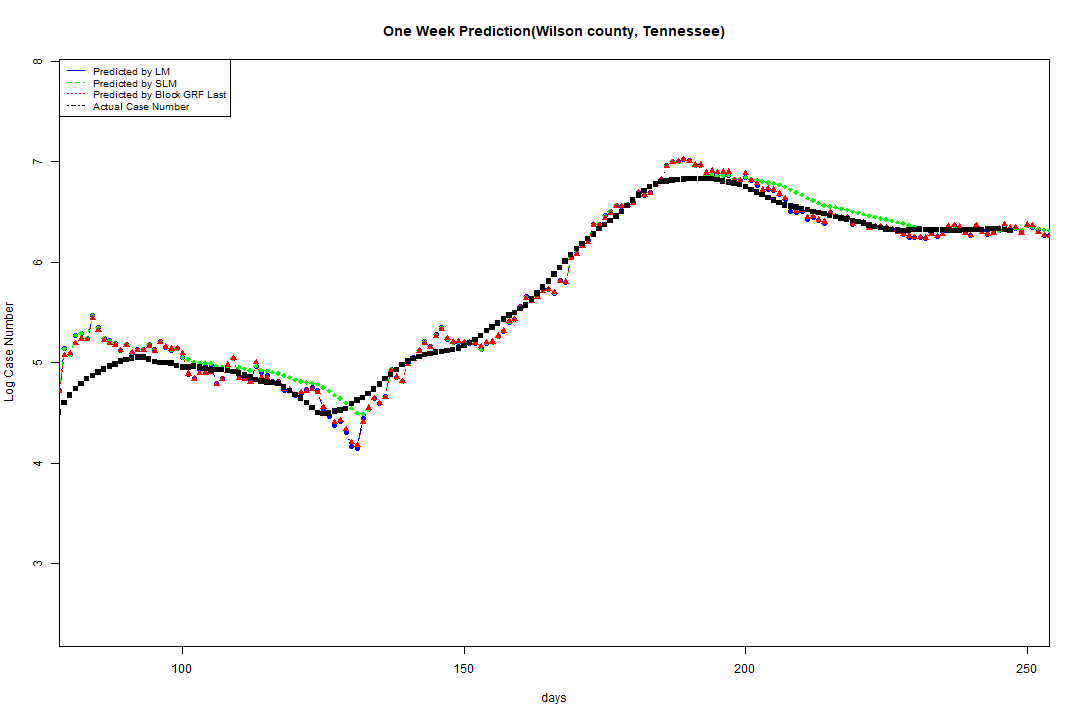 One Week Prediction(Wilson county, Tennessee)
Predicted by LM
Predicted by SLM
Predicted by Block GRF Last
Actual Case Number
Log Case Number
8
7
6
5
4
3
100 150 200 250
days